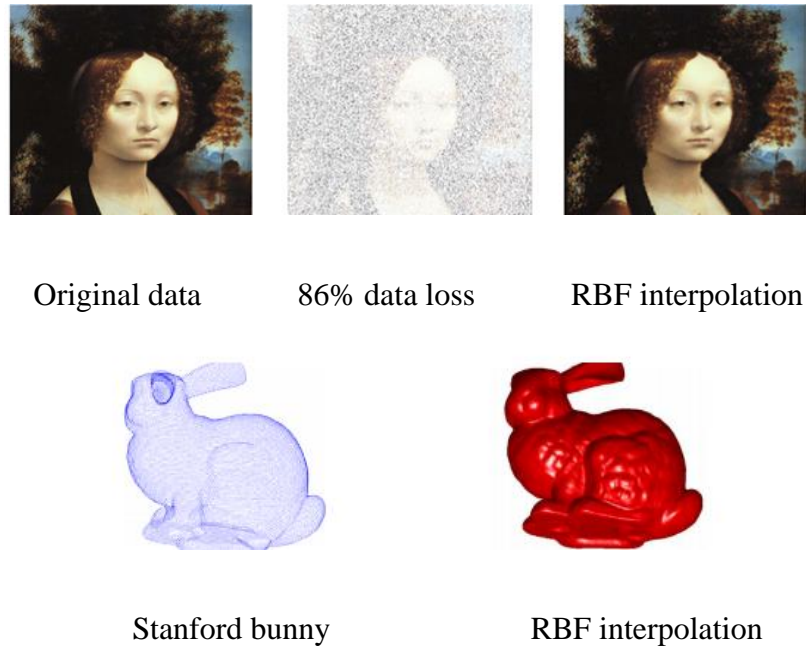 Original data
86% data loss
RBF interpolation
Stanford bunny
RBF interpolation